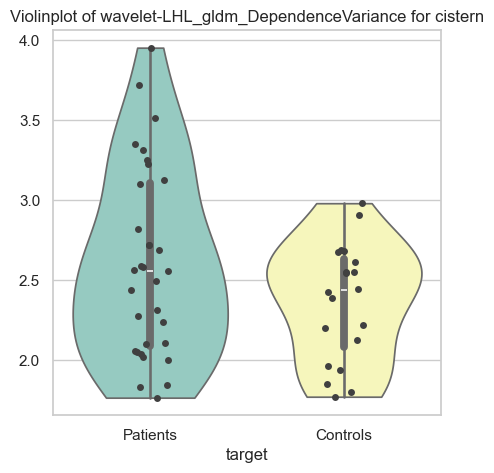 Violinplot of wavelet-LHL_gldm_DependenceVariance for cistern
4.0
3.5
3.0
2.5
2.0
Patients Controls
target